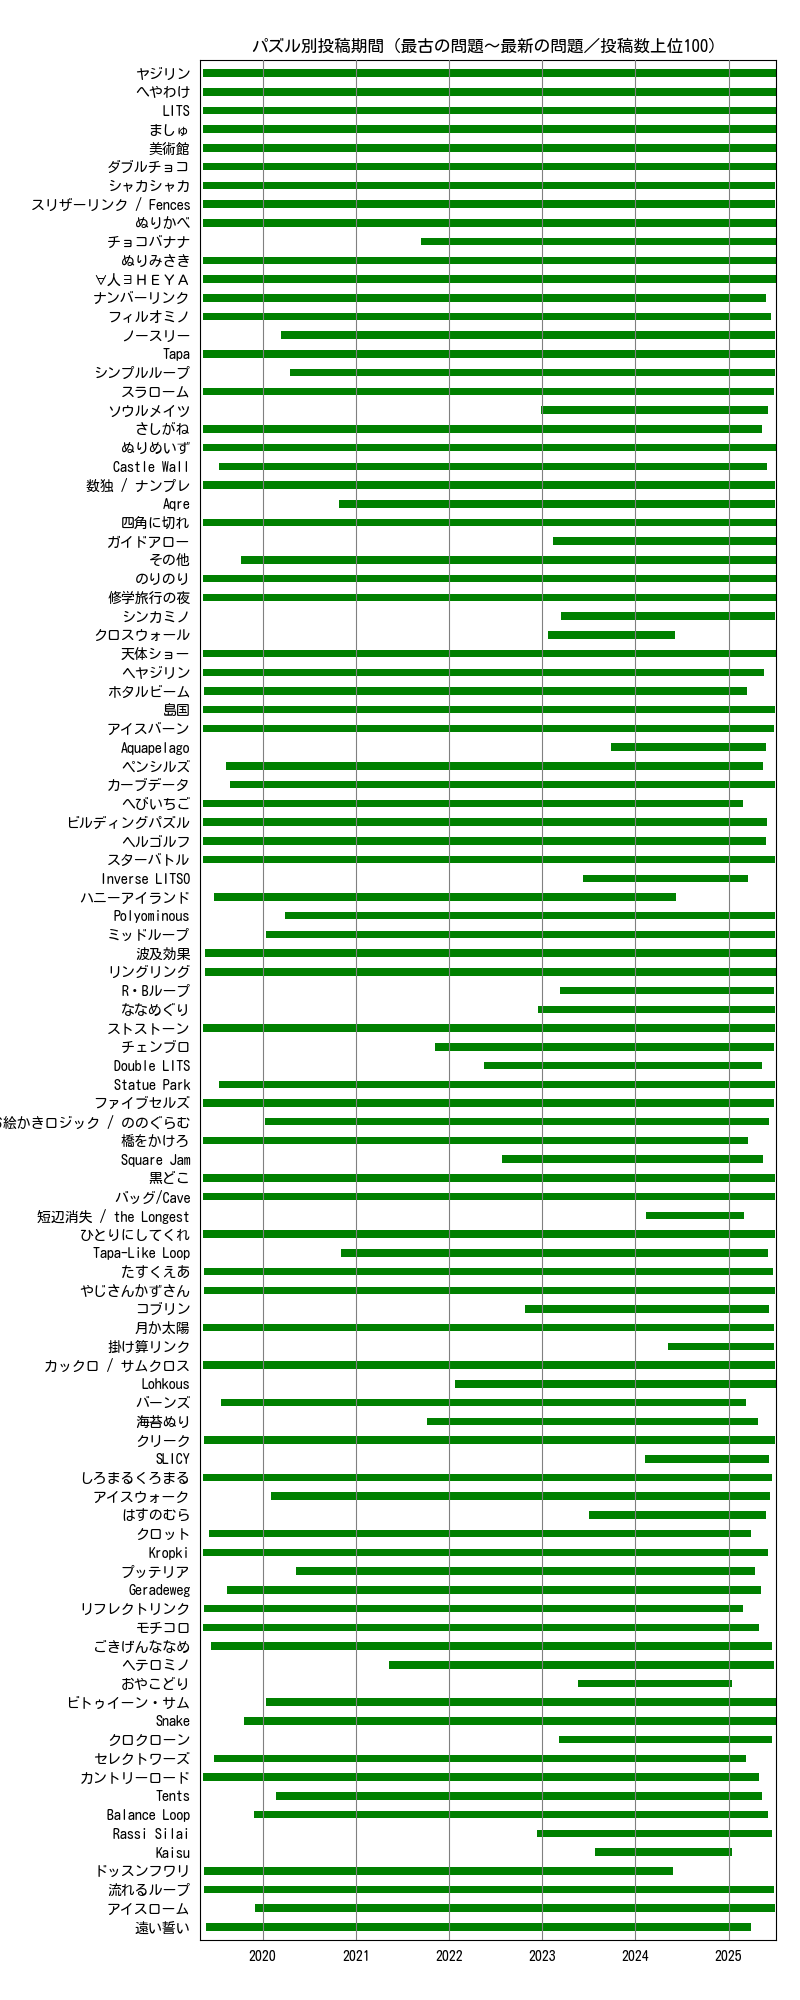 パズル別投稿期間（最古の問題〜最新の問題／投稿数上位100）
ヤジリン
へやわけ
LITS
ましゅ
美術館
ダブルチョコ
シャカシャカ
スリザーリンク / Fences
ぬりかべ
チョコバナナ
ぬりみさき
∀人∃ＨＥＹＡ
ナンバーリンク
フィルオミノ
ノースリー
Tapa
シンプルループ
スラローム
ソウルメイツ
さしがね
ぬりめいず
Castle Wall
数独 / ナンプレ
Aqre
四角に切れ
ガイドアロー
その他
のりのり
修学旅行の夜
シンカミノ
クロスウォール
天体ショー
ヘヤジリン
ホタルビーム
島国
アイスバーン
Aquapelago
ペンシルズ
カーブデータ
へびいちご
ビルディングパズル
ヘルゴルフ
スターバトル
Inverse LITSO
ハニーアイランド
Polyominous
ミッドループ
波及効果
リングリング
R・Bループ
ななめぐり
ストストーン
チェンブロ
Double LITS
Statue Park
ファイブセルズ
絵かきロジック / ののぐらむ
橋をかけろ
Square Jam
黒どこ
バッグ/Cave
短辺消失 / the Longest
ひとりにしてくれ
Tapa-Like Loop
たすくえあ
やじさんかずさん
コブリン
月か太陽
掛け算リンク
カックロ / サムクロス
Lohkous
バーンズ
海苔ぬり
クリーク
SLICY
しろまるくろまる
アイスウォーク
はすのむら
クロット
Kropki
プッテリア
Geradeweg
リフレクトリンク
モチコロ
ごきげんななめ
ヘテロミノ
おやこどり
ビトゥイーン・サム
Snake
クロクローン
セレクトワーズ
カントリーロード
Tents
Balance Loop
Rassi Silai
Kaisu
ドッスンフワリ
流れるループ
アイスローム
遠い誓い
2020 2021 2022 2023 2024 2025